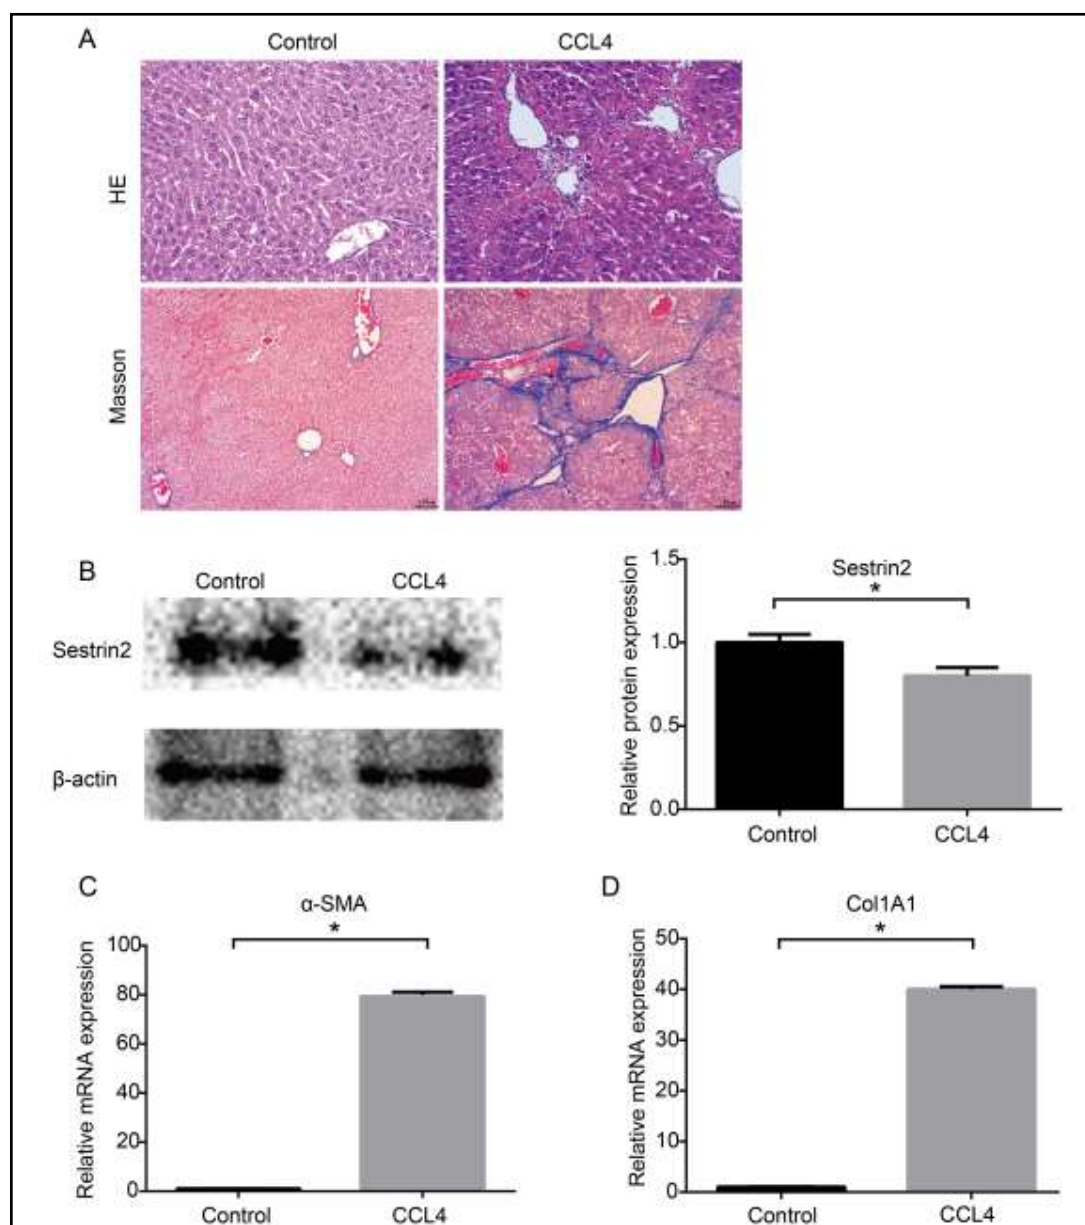 A
Control
CCL4
HE
Masson
B
Control
CCL4
Sestrin2
β-actin
Sestrin2
*
Relative protein expression
1.5
1.0
0.5
0.0
Control
CCL4
C
α-SMA
*
Relative mRNA expression
100
80
60
40
20
0
Control
CCL4
D
Col1A1
*
Relative mRNA expression
50
40
30
20
10
0
Control
CCL4